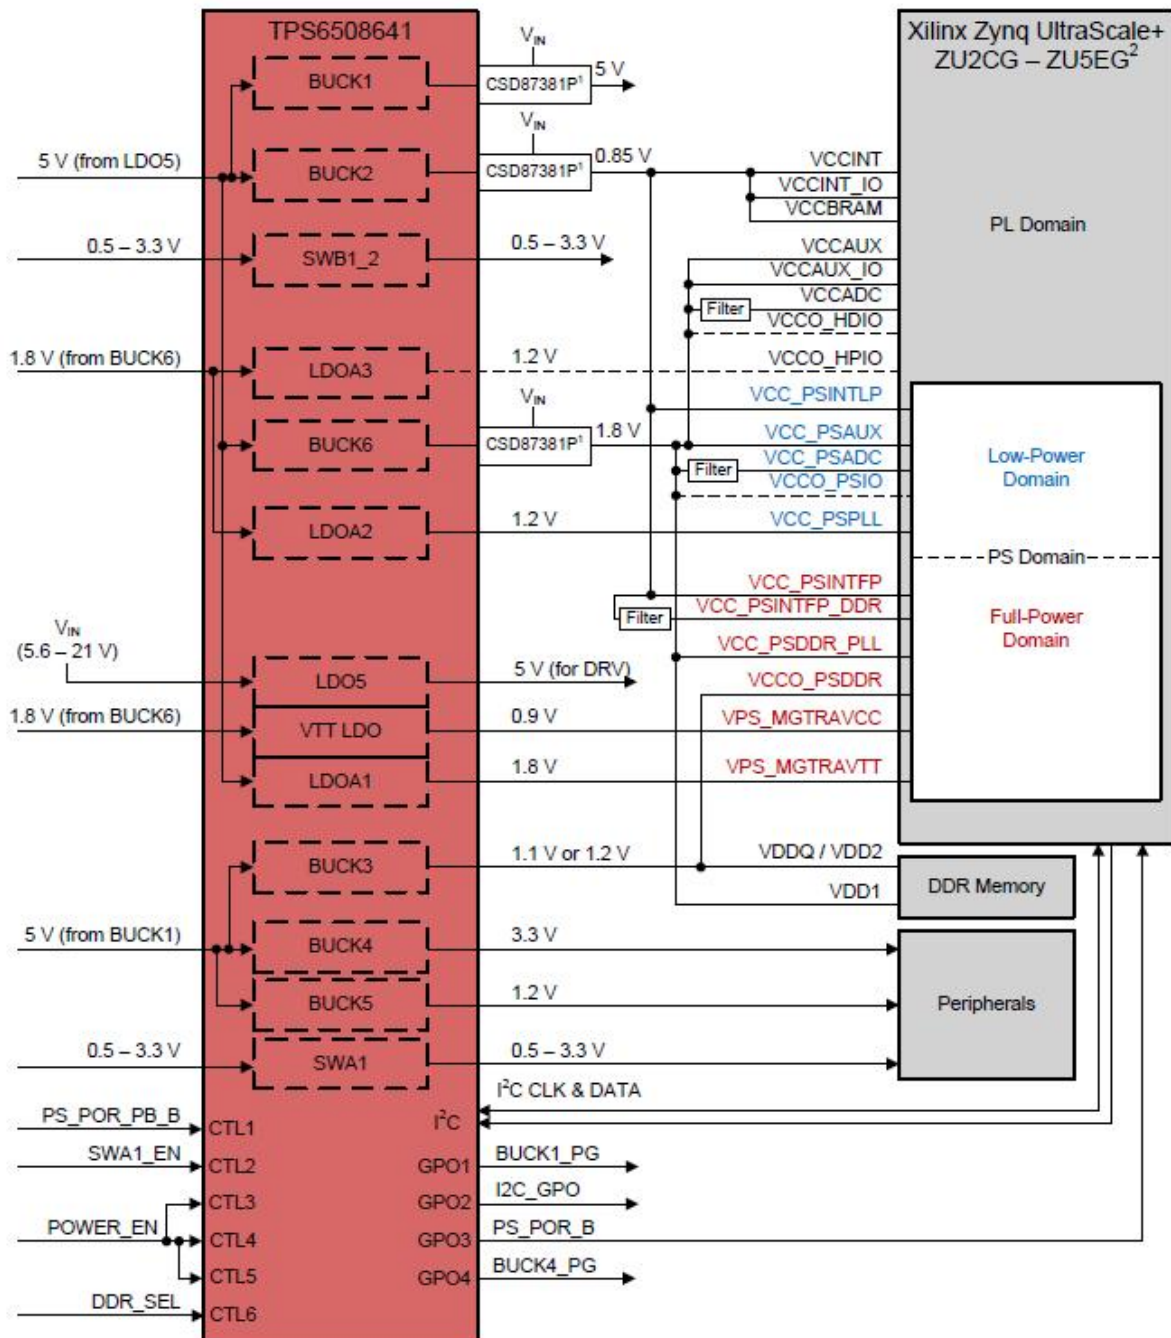 TPS6508641
Xilinx Zynq UltraScale+
ZU2CG – ZU5EG²
V_IN
BUCK1
CSD87381P¹
5 V
V_IN
5 V (from LDO5)
BUCK2
CSD87381P¹
0.85 V
VCCINT
VCCINT_IO
VCCBRAM
PL Domain
0.5 – 3.3 V
SWB1_2
0.5 – 3.3 V
VCCAUX
VCCAUX_IO
Filter
VCCADC
VCCO_HDIO
1.8 V (from BUCK6)
LDOA3
1.2 V
VCCO_HPIO
V_IN
VCC_PSINTLP
BUCK6
CSD87381P¹
1.8 V
VCC_PSAUX
Filter
VCC_PSADC
VCCO_PSIO
Low-Power
Domain
LDOA2
1.2 V
VCC_PSPLL
PS Domain
VCC_PSINTFP
Filter
VCC_PSINTFP_DDR
Full-Power
Domain
VCC_PSDDR_PLL
V_IN
(5.6 – 21 V)
LDO5
5 V (for DRV)
VCCO_PSDDR
1.8 V (from BUCK6)
VTT LDO
0.9 V
VPS_MGTRAVCC
LDOA1
1.8 V
VPS_MGTRAVTT
BUCK3
1.1 V or 1.2 V
VDDQ / VDD2
VDD1
DDR Memory
5 V (from BUCK1)
BUCK4
3.3 V
BUCK5
1.2 V
Peripherals
0.5 – 3.3 V
SWA1
0.5 – 3.3 V
I²C CLK & DATA
PS_POR_PB_B
CTL1
I²C
SWA1_EN
CTL2
GPO1
BUCK1_PG
CTL3
GPO2
I2C_GPO
POWER_EN
CTL4
GPO3
PS_POR_B
CTL5
GPO4
BUCK4_PG
DDR_SEL
CTL6